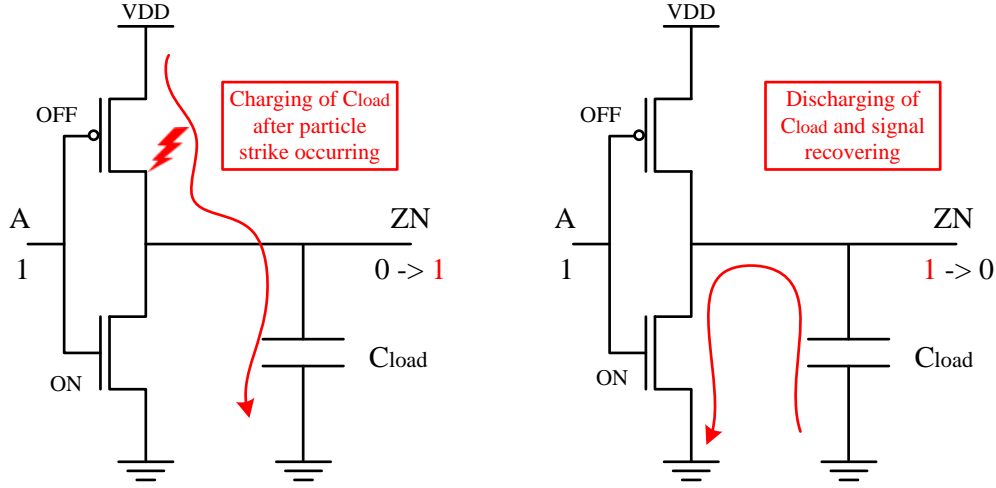 VDD
OFF
Charging of Cload
after particle
strike occurring
A
ZN
1
0 -> 1
Cload
ON
VDD
OFF
Discharging of
Cload and signal
recovering
A
ZN
1
1 -> 0
Cload
ON